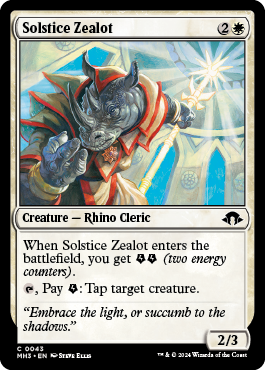 Solstice Zealot 2
Creature — Rhino Cleric
When Solstice Zealot enters the
battlefield, you get (two energy
counters).
, Pay : Tap target creature.
“Embrace the light, or succumb to the
shadows.”
2/3
C 0043
MH3 • EN Steve Ellis
™ & © 2024 Wizards of the Coast